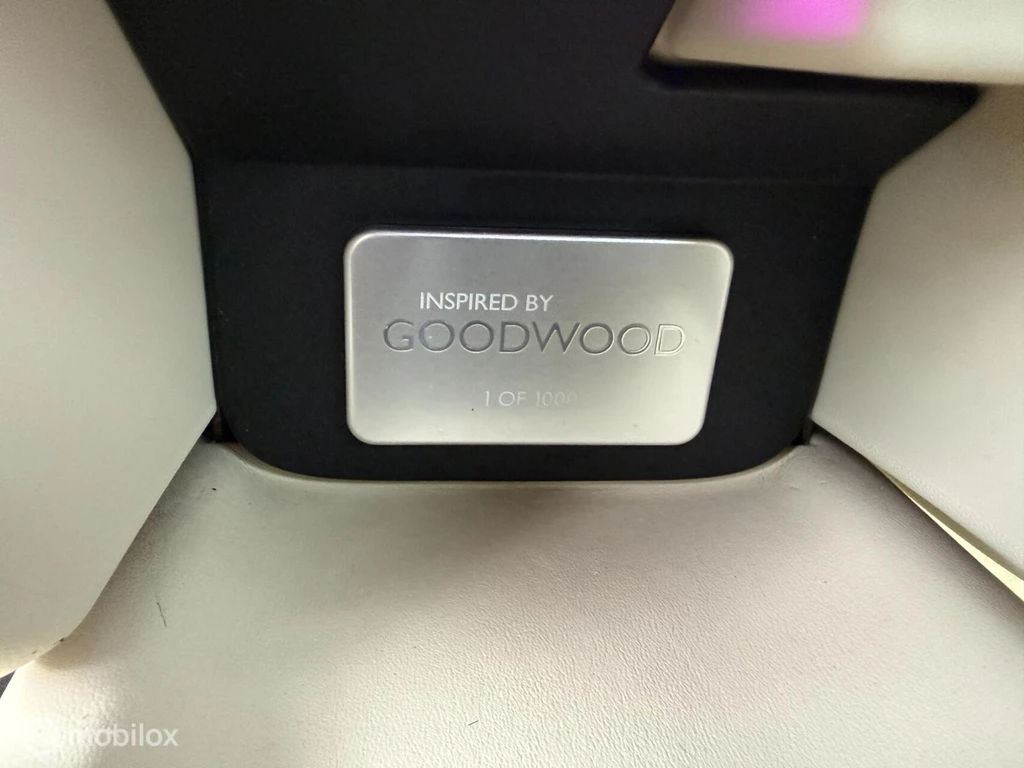 INSPIRED BY
GOODWOOD
1 OF 1000
mobilox